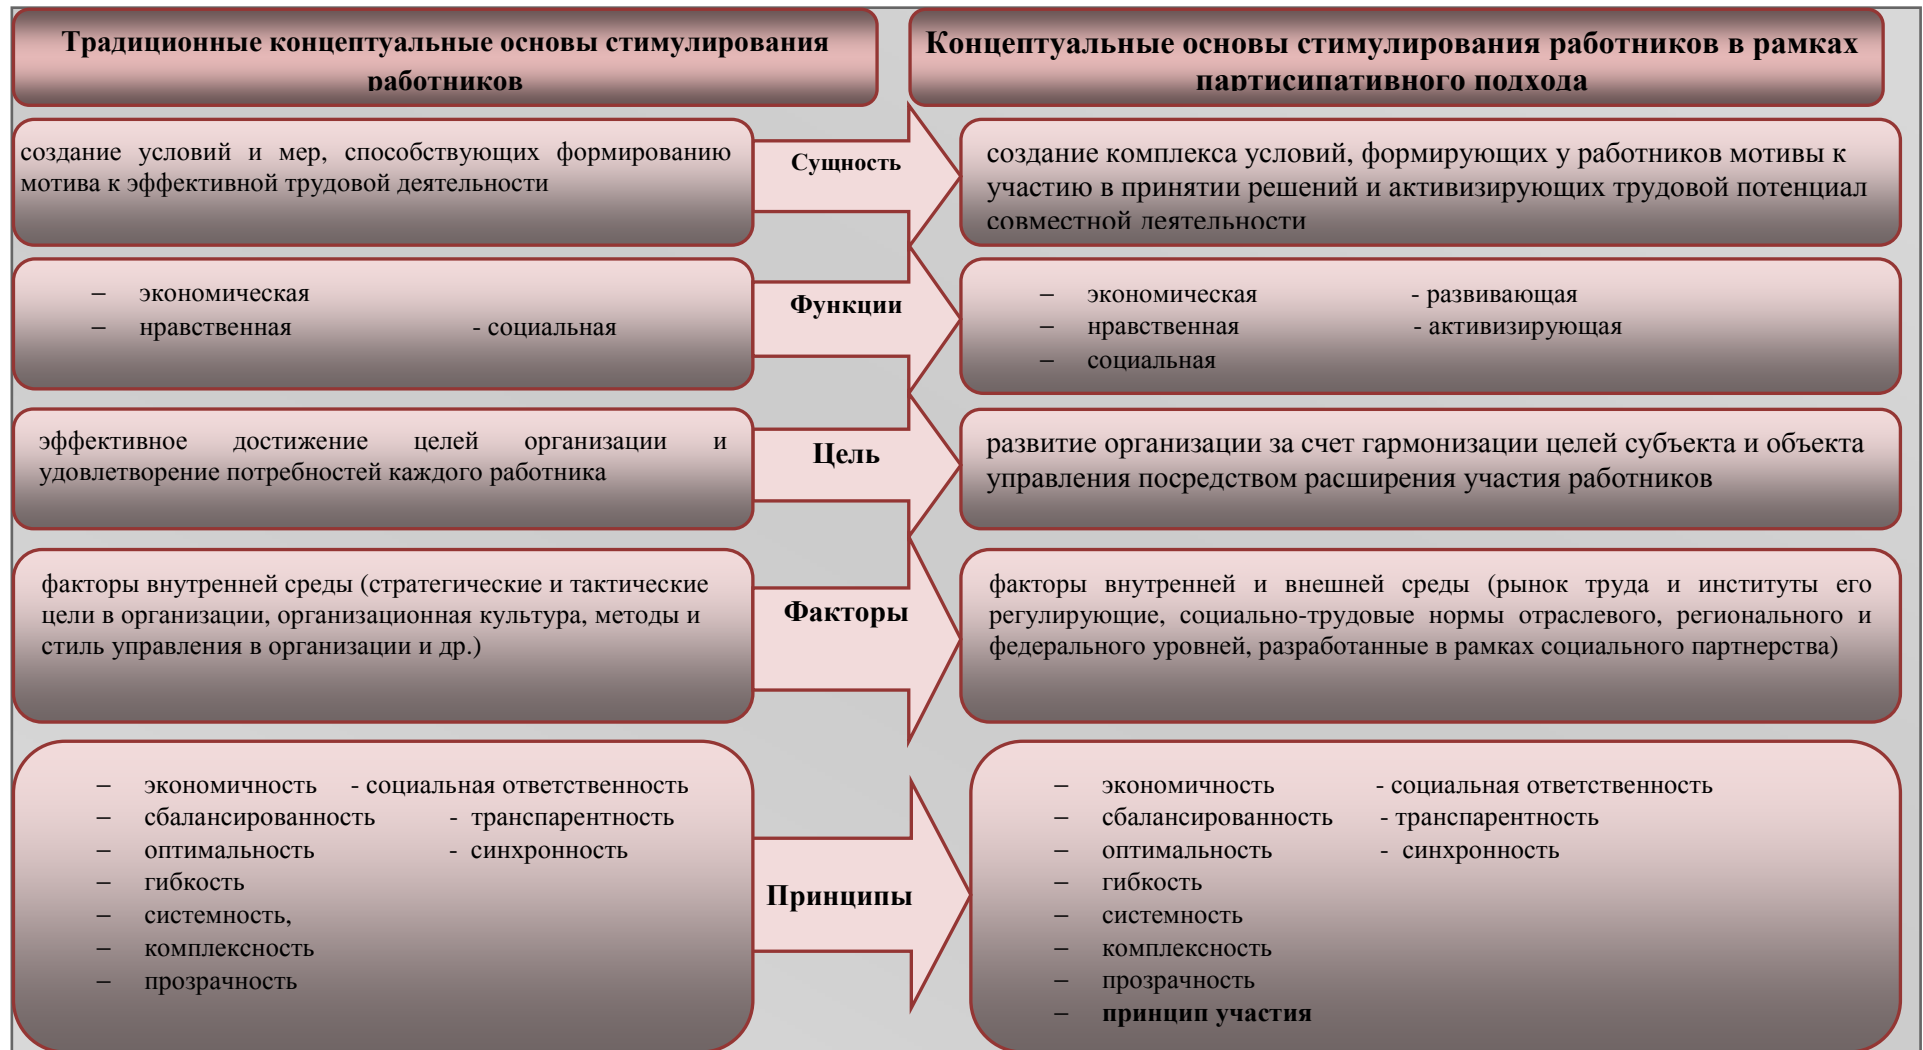 Традиционные концептуальные основы стимулирования
работников
Концептуальные основы стимулирования работников в рамках
партисипативного подхода
создание условий и мер, способствующих формированию
мотива к эффективной трудовой деятельности
Сущность
создание комплекса условий, формирующих у работников мотивы к
участию в принятии решений и активизирующих трудовой потенциал
совместной деятельности
– экономическая
– нравственная - социальная
Функции
– экономическая - развивающая
– нравственная - активизирующая
– социальная
эффективное достижение целей организации и
удовлетворение потребностей каждого работника
Цель
развитие организации за счет гармонизации целей субъекта и объекта
управления посредством расширения участия работников
факторы внутренней среды (стратегические и тактические
цели в организации, организационная культура, методы и
стиль управления в организации и др.)
Факторы
факторы внутренней и внешней среды (рынок труда и институты его
регулирующие, социально-трудовые нормы отраслевого, регионального и
федерального уровней, разработанные в рамках социального партнерства)
– экономичность - социальная ответственность
– сбалансированность - транспарентность
– оптимальность - синхронность
– гибкость
– системность,
– комплексность
– прозрачность
Принципы
– экономичность - социальная ответственность
– сбалансированность - транспарентность
– оптимальность - синхронность
– гибкость
– системность
– комплексность
– прозрачность
– принцип участия